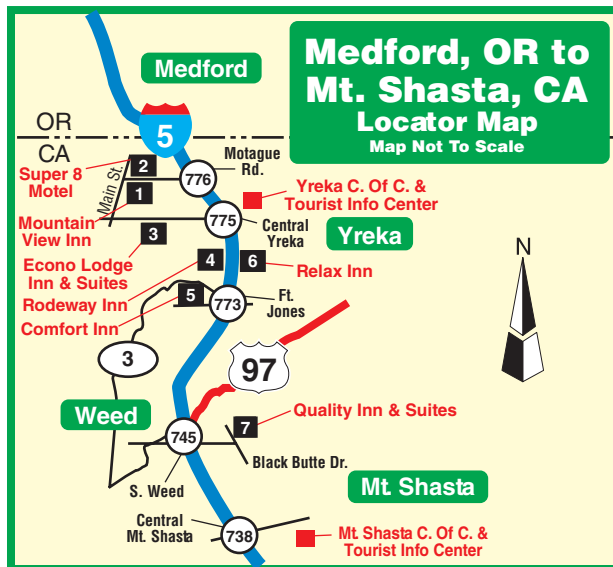 Medford, OR to
Mt. Shasta, CA
Locator Map
Map Not To Scale
Medford
5
OR
CA
Super 8
Motel
2
Main St.
1
776
Motague
Rd.
Mountain
View Inn
Yreka C. Of C. &
Tourist Info Center
775
Central
Yreka
Yreka
3
Econo Lodge
Inn & Suites
4
6
Relax Inn
Rodeway Inn
5
Comfort Inn
773
Ft.
Jones
N
3
97
Weed
Quality Inn & Suites
7
745
S. Weed
Black Butte Dr.
Mt. Shasta
Central
Mt. Shasta
738
Mt. Shasta C. Of C. &
Tourist Info Center